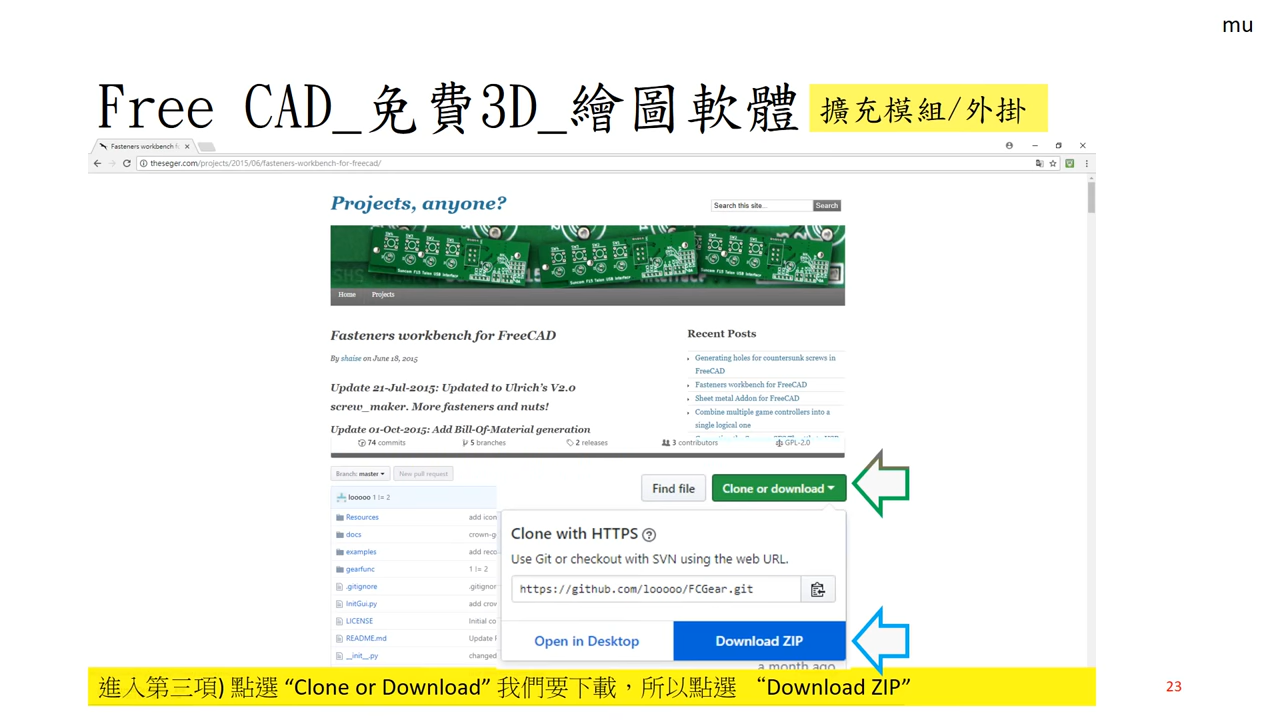 mu
Free CAD_免費3D_繪圖軟體
擴充模組/外掛
Fasteners workbench f
theseger.com/projects/2015/06/fasteners-workbench-for-freecad/
Projects, anyone?
Search this site...
Search
Home Projects
Fasteners workbench for FreeCAD
By shaise on June 18, 2015
Update 21-Jul-2015: Updated to Ulrich's V2.0
screw_maker. More fasteners and nuts!
Update 01-Oct-2015: Add Bill-Of-Material generation
Recent Posts
Generating holes for countersunk screws in
FreeCAD
Fasteners workbench for FreeCAD
Sheet metal Addon for FreeCAD
Combine multiple game controllers into a
single logical one
74 commits 5 branches 2 releases 3 contributors GPL-2.0
Branch: master New pull request
Find file Clone or download
looooo 1 != 2
Resources add icon
docs crown-g
examples add reco
gearfunc 1 != 2
.gitignore .gitignor
InitGui.py add crov
LICENSE Initial co
README.md Update F
__init__.py changed
Clone with HTTPS
Use Git or checkout with SVN using the web URL.
https://github.com/looooo/FCGear.git
Open in Desktop Download ZIP
a month ago
進入第三項) 點選 “Clone or Download” 我們要下載，所以點選 “Download ZIP”
23